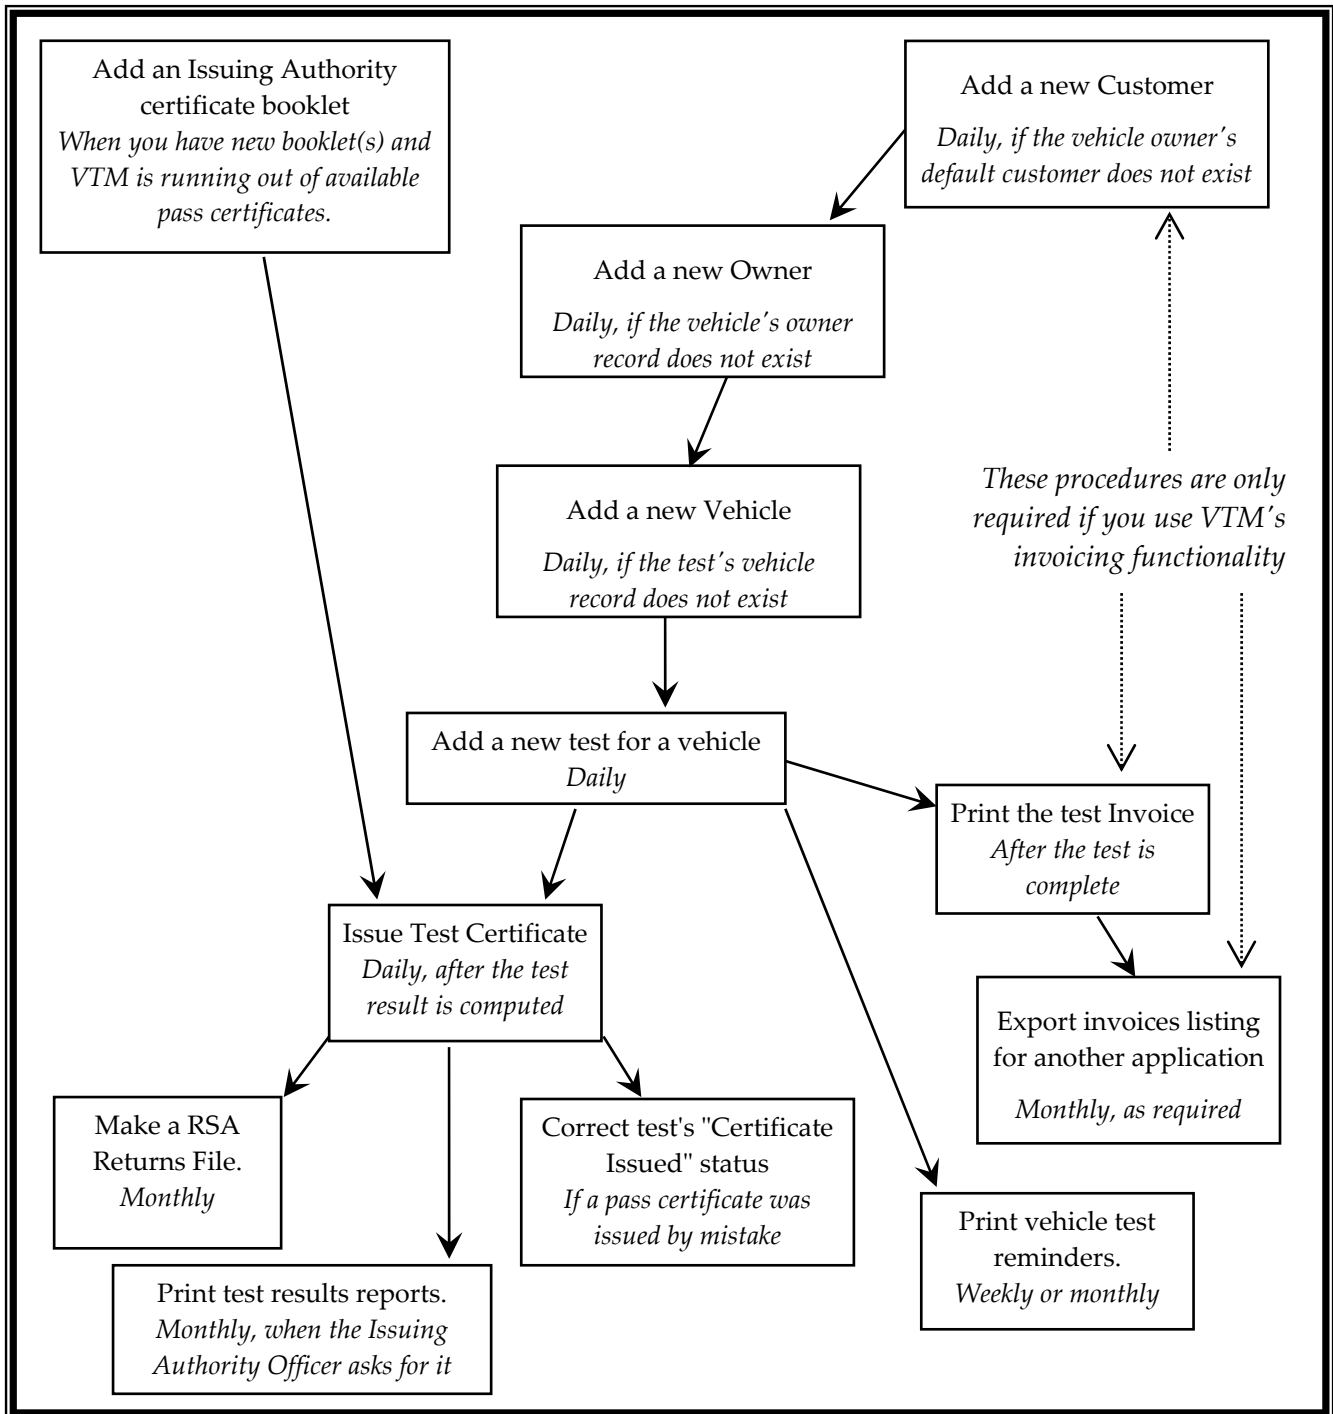 Add an Issuing Authority
certificate booklet
When you have new booklet(s) and
VTM is running out of available
pass certificates.
Add a new Customer
Daily, if the vehicle owner's
default customer does not exist
Add a new Owner
Daily, if the vehicle's owner
record does not exist
Add a new Vehicle
Daily, if the test's vehicle
record does not exist
These procedures are only
required if you use VTM's
invoicing functionality
Add a new test for a vehicle
Daily
Print the test Invoice
After the test is
complete
Issue Test Certificate
Daily, after the test
result is computed
Export invoices listing
for another application
Monthly, as required
Make a RSA
Returns File.
Monthly
Correct test's "Certificate
Issued" status
If a pass certificate was
issued by mistake
Print vehicle test
reminders.
Weekly or monthly
Print test results reports.
Monthly, when the Issuing
Authority Officer asks for it